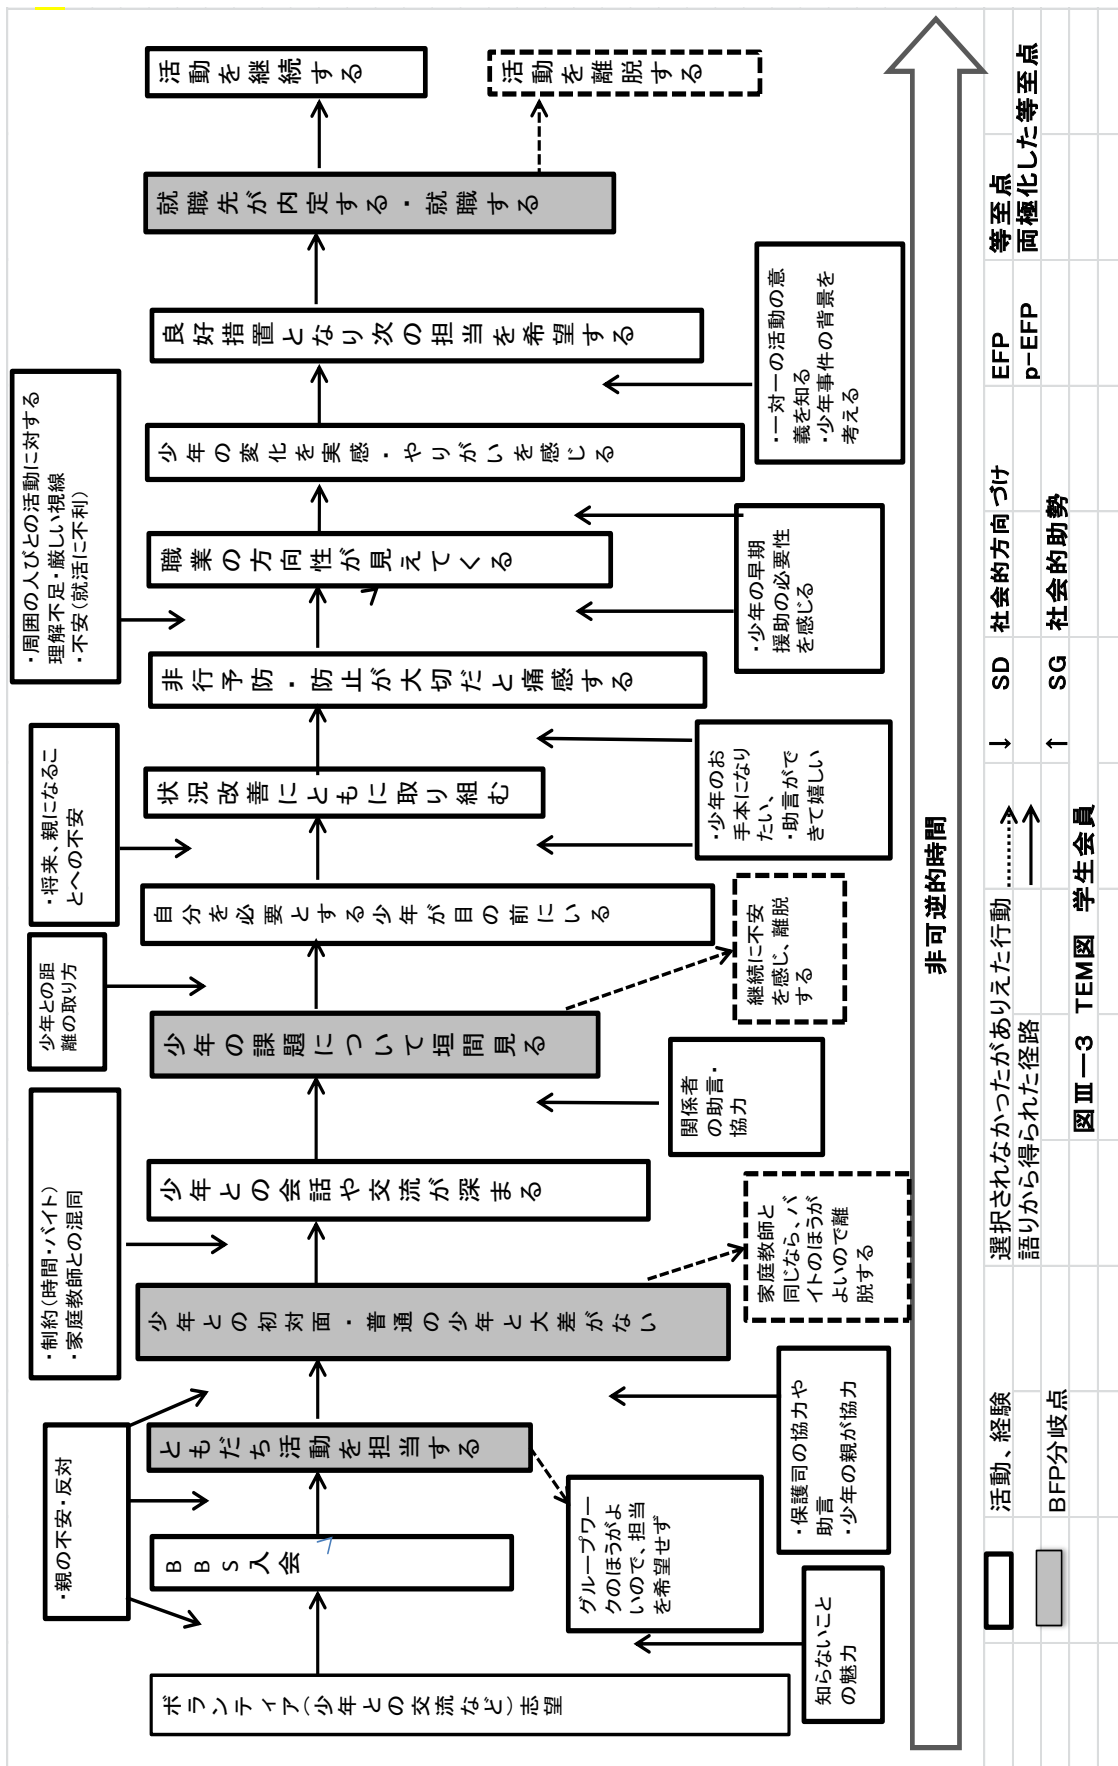 ・親の不安・反対
・制約(時間・バイト)
・家庭教師との混同
少年との距
離の取り方
・将来、親になるこ
とへの不安
・周囲の人びとの活動に対する
理解不足・厳しい視線
・不安(就活に不利)
ボランティア(少年との交流など)志望
BBS入会
ともだち活動を担当する
少年との初対面・普通の少年と大差がない
少年との会話や交流が深まる
少年の課題について垣間見る
自分を必要とする少年が目の前にいる
状況改善にともに取り組む
非行予防・防止が大切だと痛感する
職業の方向性が見えてくる
少年の変化を実感・やりがいを感じる
良好措置となり次の担当を希望する
就職先が内定する・就職する
活動を継続する
活動を離脱する
グループワー
クのほうがよ
いので、担当
を希望せず
家庭教師と
同じなら、バ
イトのほうが
よいので離
脱する
継続に不安
を感じ、離脱
する
知らないこと
の魅力
・保護司の協力や
助言
・少年の親が協力
関係者
の助言・
協力
・少年のお
手本になり
たい、
・助言がで
きて嬉しい
・少年の早期
援助の必要性
を感じる
・一対一の活動の意
義を知る
・少年事件の背景を
考える
非可逆的時間
活動、経験
選択されなかったがありえた行動
↓ SD 社会的方向づけ
EFP 等至点
語りから得られた経路
p-EFP 両極化した等至点
BFP分岐点
↑ SG 社会的助勢
図Ⅲ-3 TEM図 学生会員